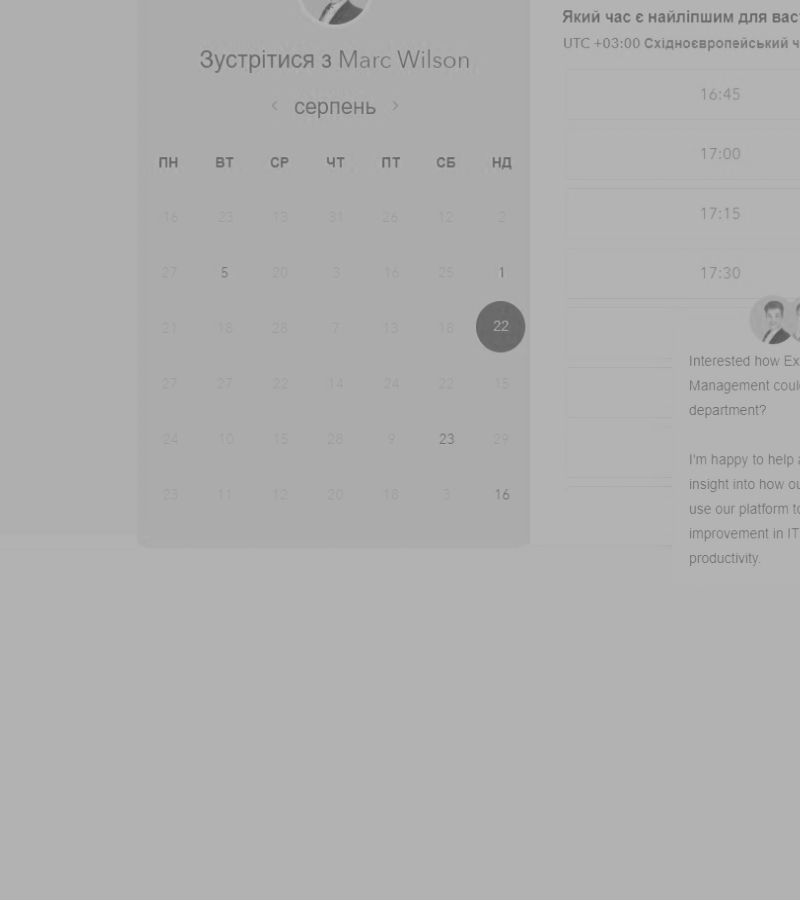 Зустрітися з Marc Wilson
‹ серпень ›
ПН ВТ СР ЧТ ПТ СБ НД
16 23 13 31 26 12 2
27 5 20 3 16 25 1
21 18 28 7 13 18 22
27 27 22 14 24 22 15
24 10 15 28 9 23 29
23 11 12 20 18 3 16
Який час є найліпшим для вас
UTC +03:00 Східноєвропейський ч
16:45
17:00
17:15
17:30
Interested how Ex
Management coul
department?
I'm happy to help a
insight into how ou
use our platform to
improvement in IT
productivity.